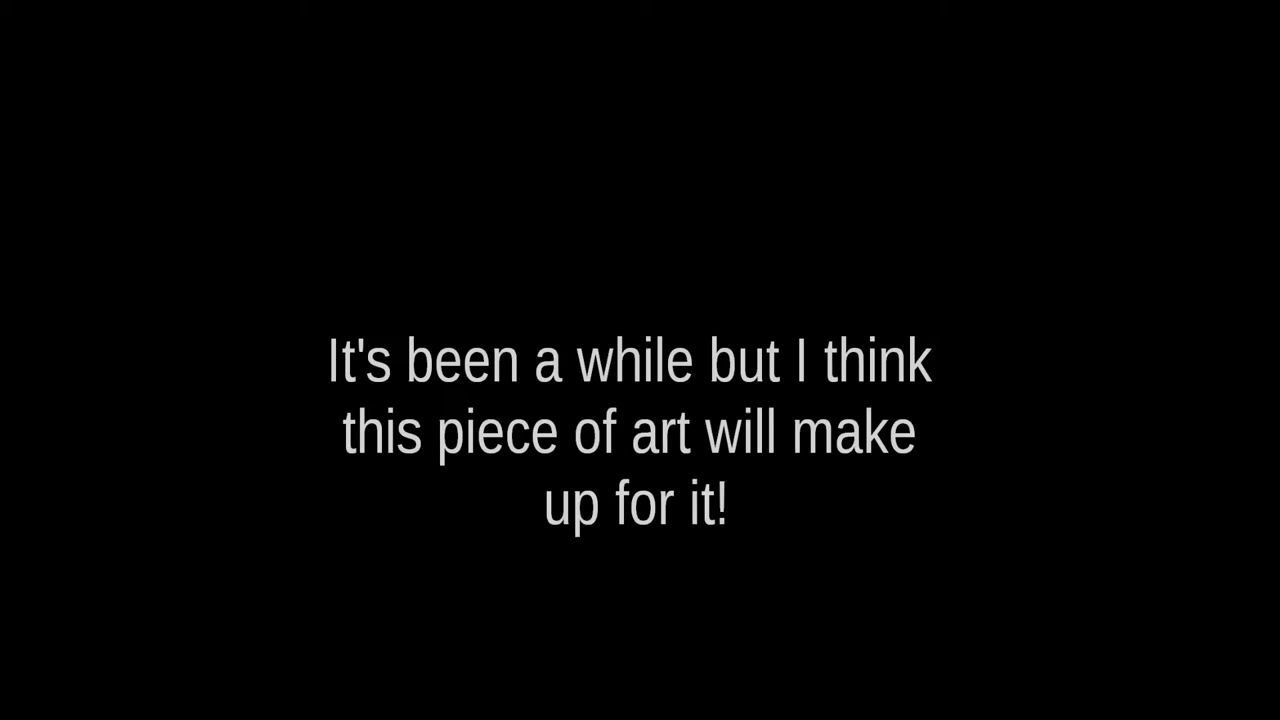 It's been a while but I think
this piece of art will make
up for it!